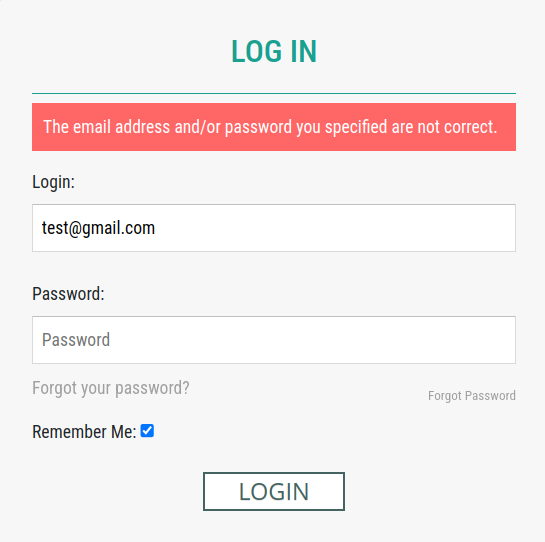 LOG IN
The email address and/or password you specified are not correct.
Login:
test@gmail.com
Password:
Password
Forgot your password?
Forgot Password
Remember Me:
LOGIN